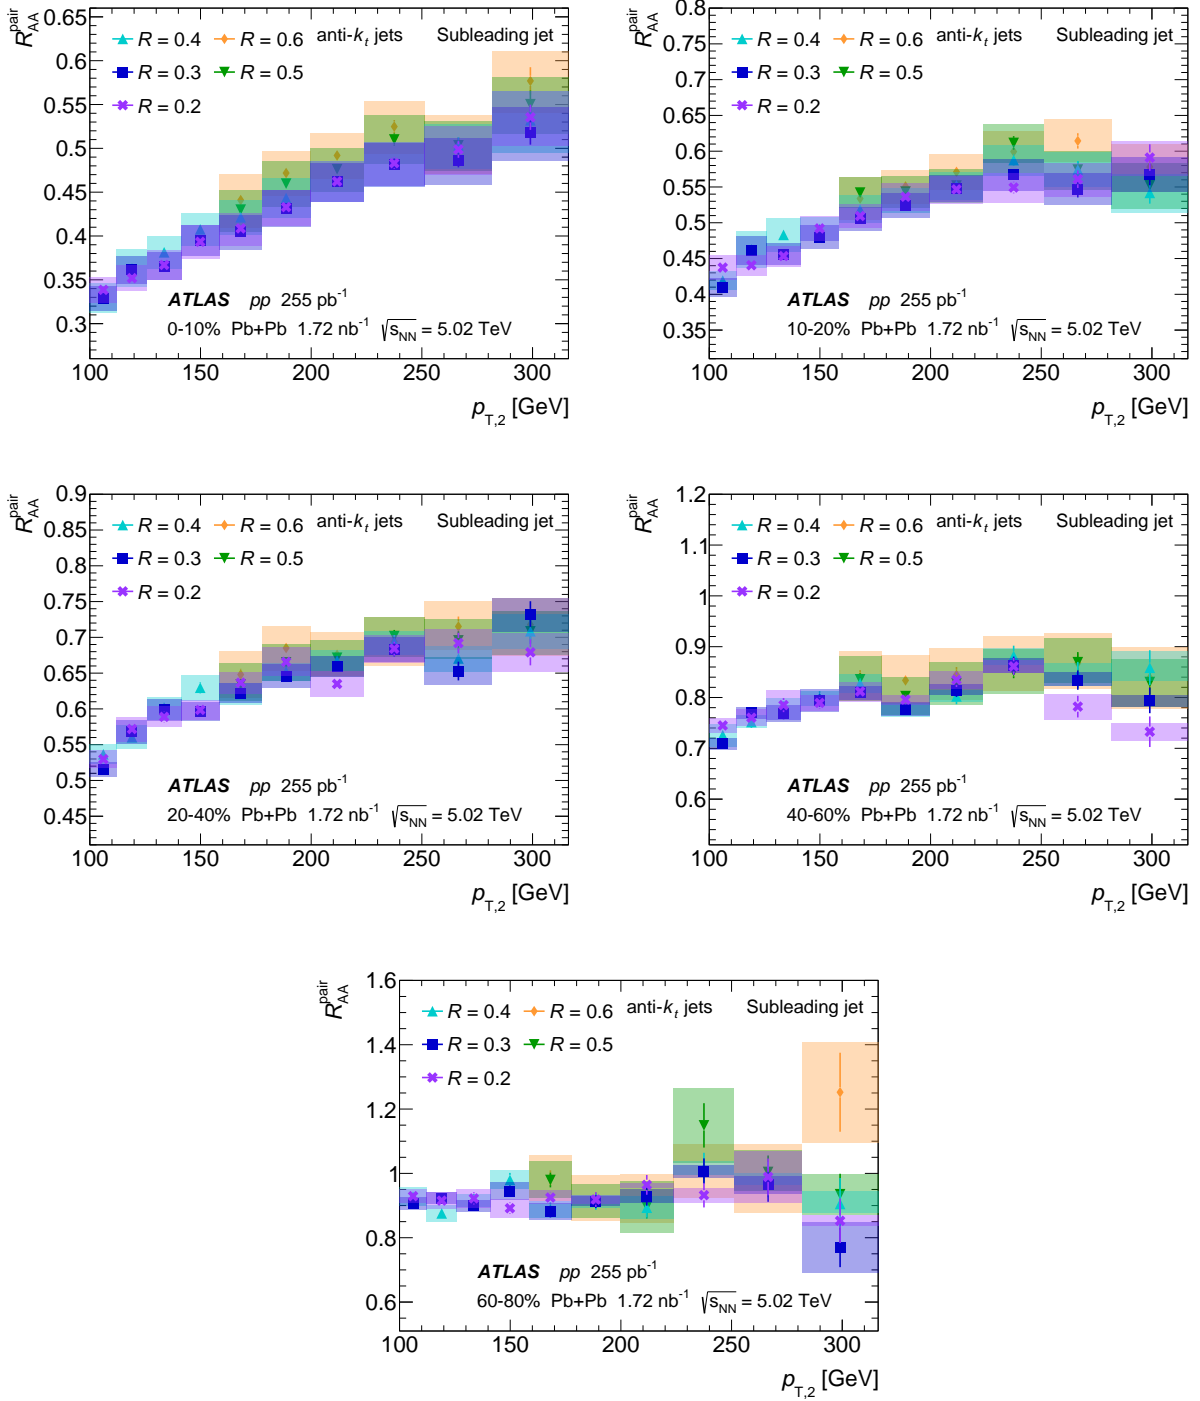 R_AA^pair
0.65
0.6
0.55
0.5
0.45
0.4
0.35
0.3
R = 0.4 R = 0.6 anti-k_t jets Subleading jet
R = 0.3 R = 0.5
R = 0.2
ATLAS pp 255 pb⁻¹
0-10% Pb+Pb 1.72 nb⁻¹ √s_NN = 5.02 TeV
100 150 200 250 300
p_T,2 [GeV]
R_AA^pair
0.8
0.75
0.7
0.65
0.6
0.55
0.5
0.45
0.4
0.35
R = 0.4 R = 0.6 anti-k_t jets Subleading jet
R = 0.3 R = 0.5
R = 0.2
ATLAS pp 255 pb⁻¹
10-20% Pb+Pb 1.72 nb⁻¹ √s_NN = 5.02 TeV
100 150 200 250 300
p_T,2 [GeV]
R_AA^pair
0.9
0.85
0.8
0.75
0.7
0.65
0.6
0.55
0.5
0.45
R = 0.4 R = 0.6 anti-k_t jets Subleading jet
R = 0.3 R = 0.5
R = 0.2
ATLAS pp 255 pb⁻¹
20-40% Pb+Pb 1.72 nb⁻¹ √s_NN = 5.02 TeV
100 150 200 250 300
p_T,2 [GeV]
R_AA^pair
1.2
1.1
1
0.9
0.8
0.7
0.6
R = 0.4 R = 0.6 anti-k_t jets Subleading jet
R = 0.3 R = 0.5
R = 0.2
ATLAS pp 255 pb⁻¹
40-60% Pb+Pb 1.72 nb⁻¹ √s_NN = 5.02 TeV
100 150 200 250 300
p_T,2 [GeV]
R_AA^pair
1.6
1.4
1.2
1
0.8
0.6
R = 0.4 R = 0.6 anti-k_t jets Subleading jet
R = 0.3 R = 0.5
R = 0.2
ATLAS pp 255 pb⁻¹
60-80% Pb+Pb 1.72 nb⁻¹ √s_NN = 5.02 TeV
100 150 200 250 300
p_T,2 [GeV]